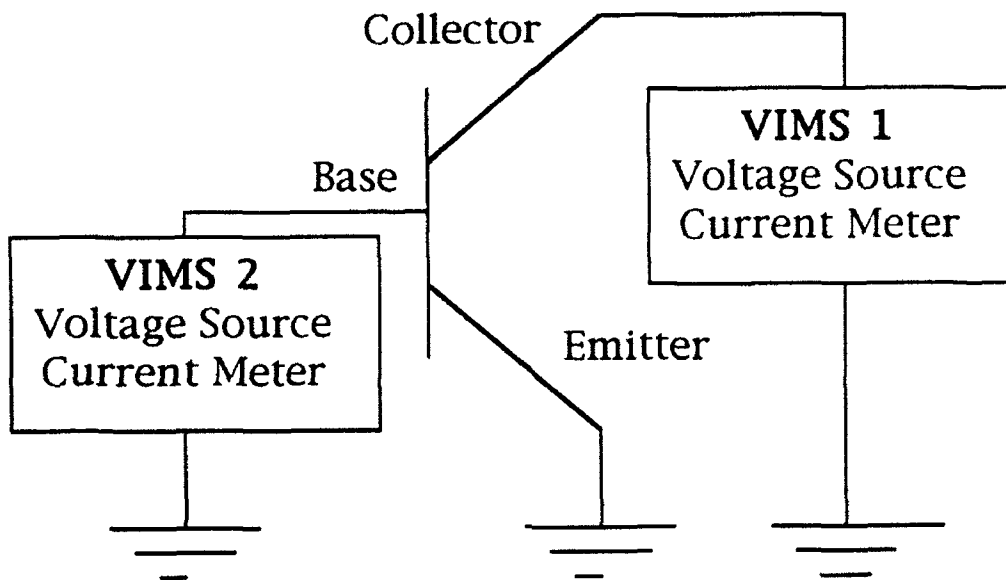 Collector
VIMS 1
Voltage Source
Current Meter
Base
VIMS 2
Voltage Source
Current Meter
Emitter